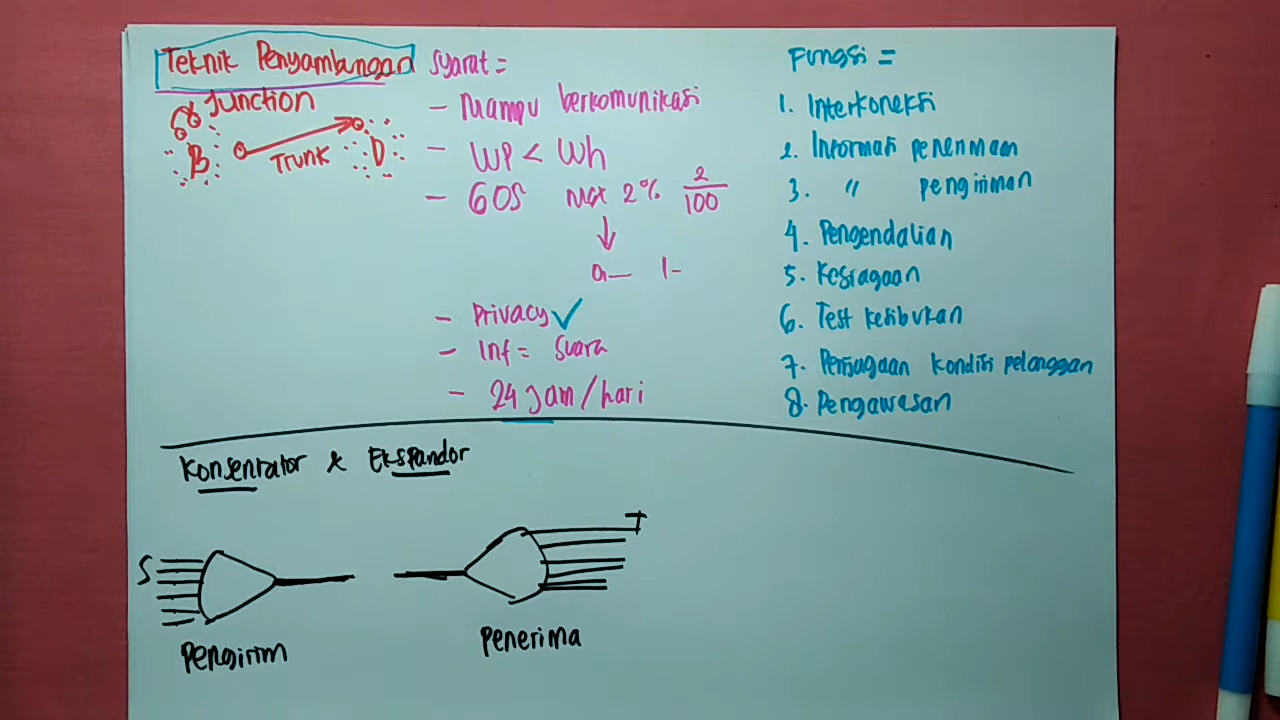 Teknik Penyambungan
Junction
B
Trunk
D
Syarat =
- Mampu berkomunikasi
- WP < Wh
- GOS Max 2% 2/100
- Privacy ✓
- Inf = Suara
- 24 Jam/hari
Fungsi =
1. Interkoneksi
2. Informasi penerimaan
3. " pengiriman
4. Pengendalian
5. Kesiagaan
6. Test kesibukan
7. Penjagaan kondisi pelanggan
8. Pengawasan
Konsentrator & Ekspandor
S
Pengirim
T
Penerima